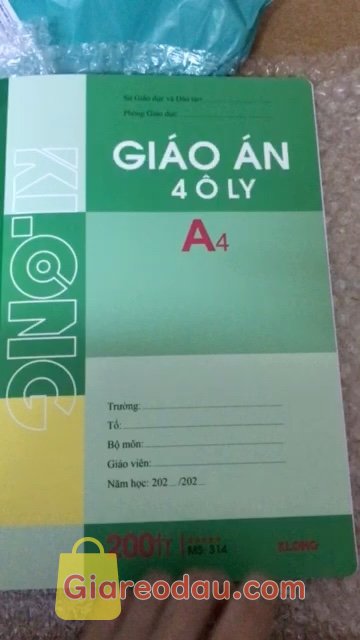 Sở Giáo dục và Đào tạo:
Phòng Giáo dục:
GIÁO ÁN
4 Ô LY
A4
KLONG
Trường:
Tổ:
Bộ môn:
Giáo viên:
Năm học: 202 /202
200tr
MS: 314
KLONG
Giareodau.com